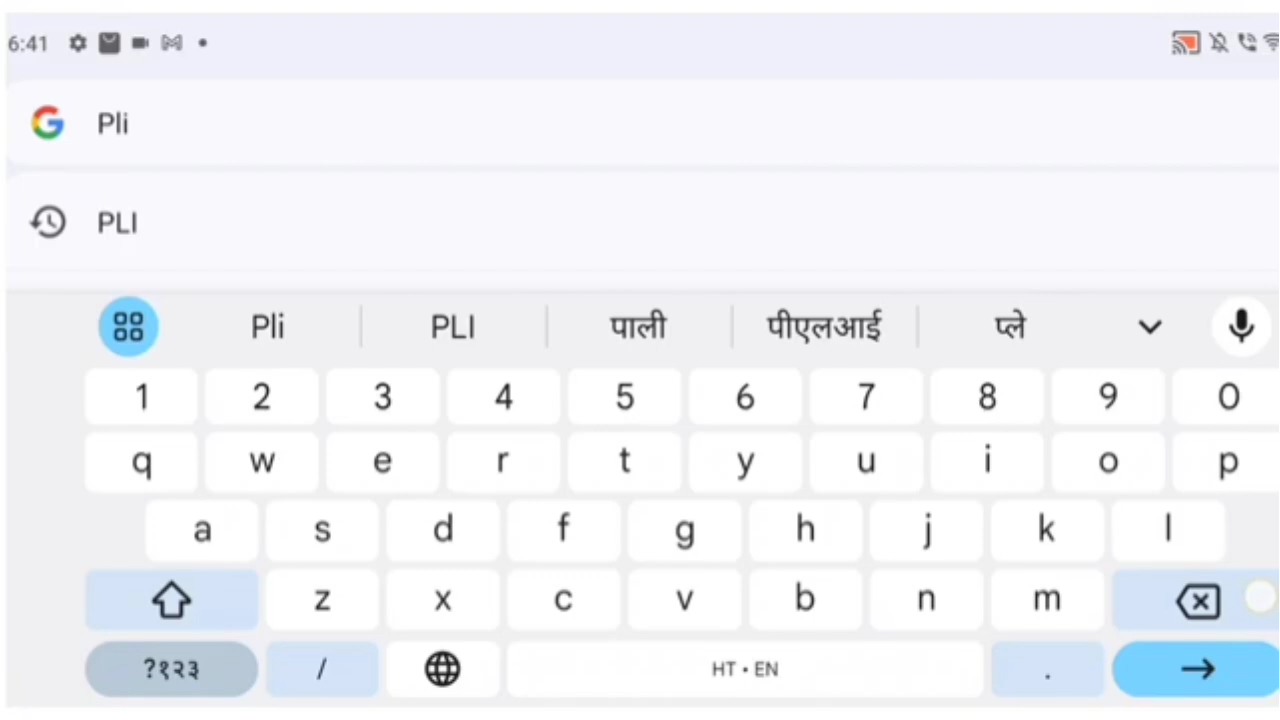 6:41
Pli
PLI
Pli PLI पाली पीएलआई प्ले
1 2 3 4 5 6 7 8 9 0
q w e r t y u i o p
a s d f g h j k l
z x c v b n m
?१२३ / HT • EN .